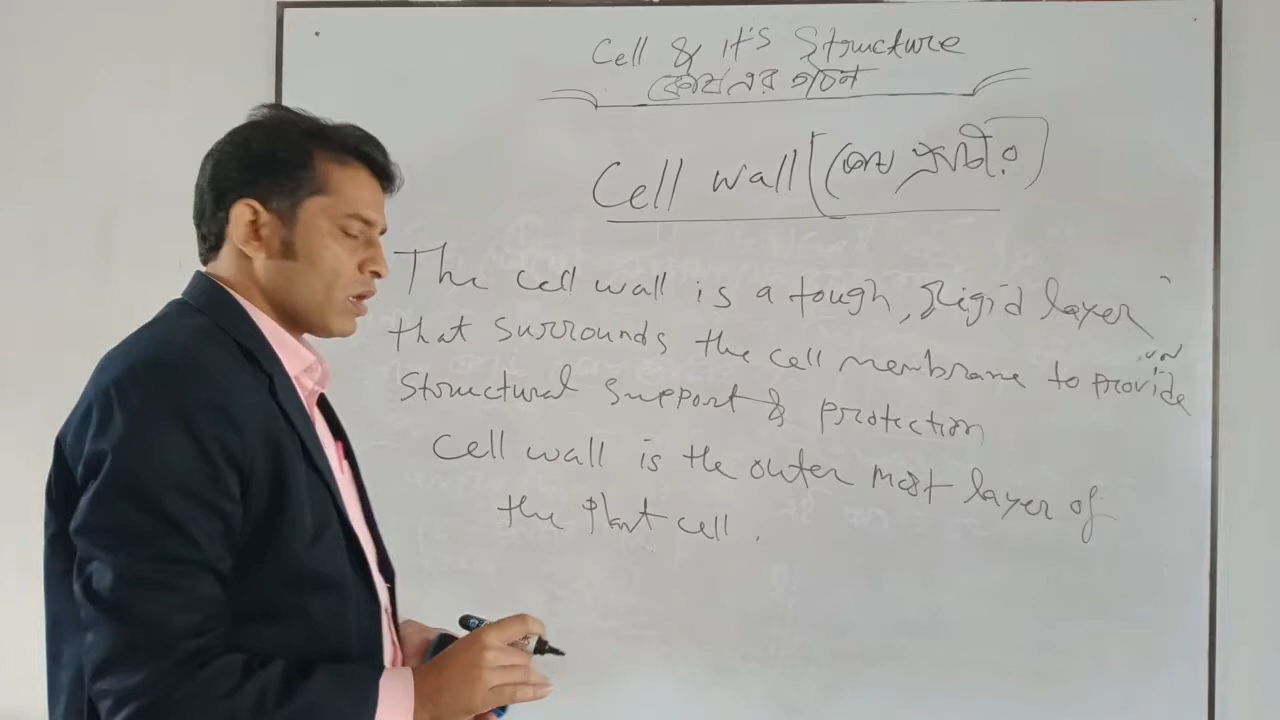 Cell & It's Structure
কোষ এর গঠন
Cell wall (কোষ প্রাচীর)
The cell wall is a tough, Rigid layer
that surrounds the cell membrane to provide
Structural Support & protection
Cell wall is the outer most layer of
the plant cell.